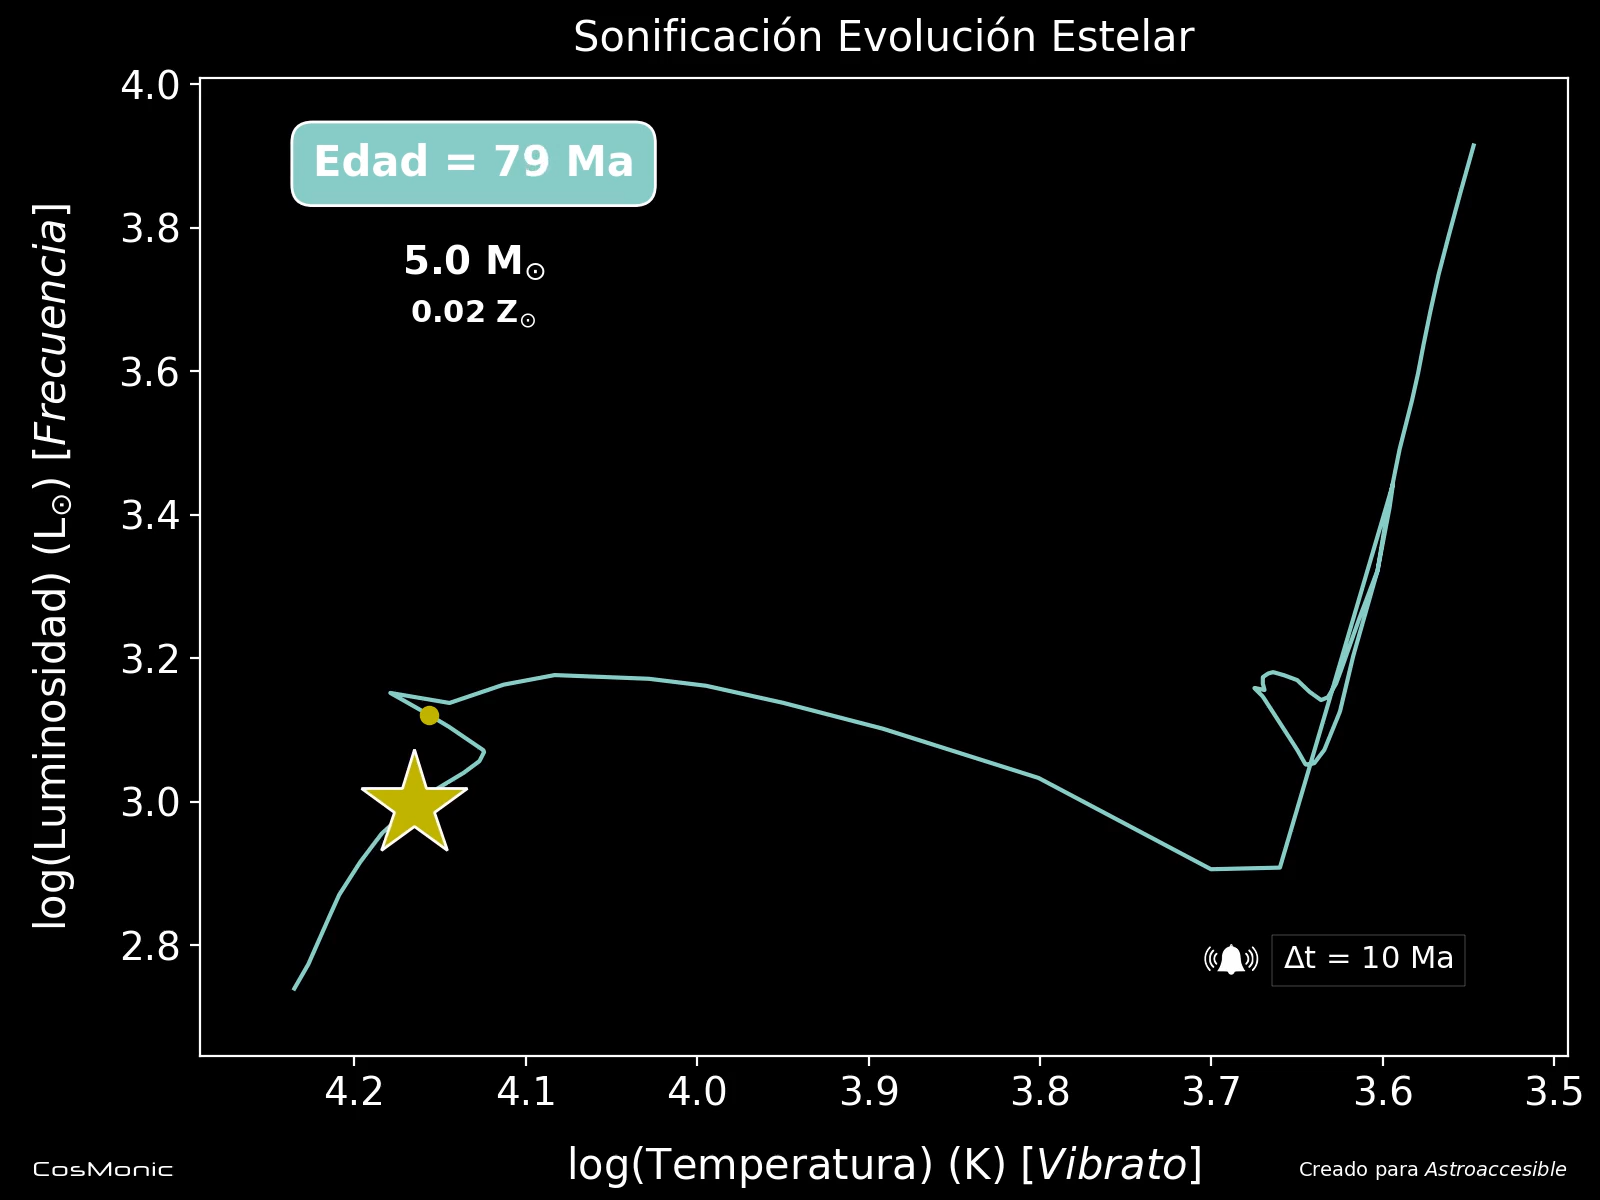 Sonificación Evolución Estelar
log(Luminosidad) (L☉) [Frecuencia]
4.0
3.8
3.6
3.4
3.2
3.0
2.8
Edad = 79 Ma
5.0 M☉
0.02 Z☉
Δt = 10 Ma
4.2 4.1 4.0 3.9 3.8 3.7 3.6 3.5
log(Temperatura) (K) [Vibrato]
CosMonic
Creado para Astroaccesible